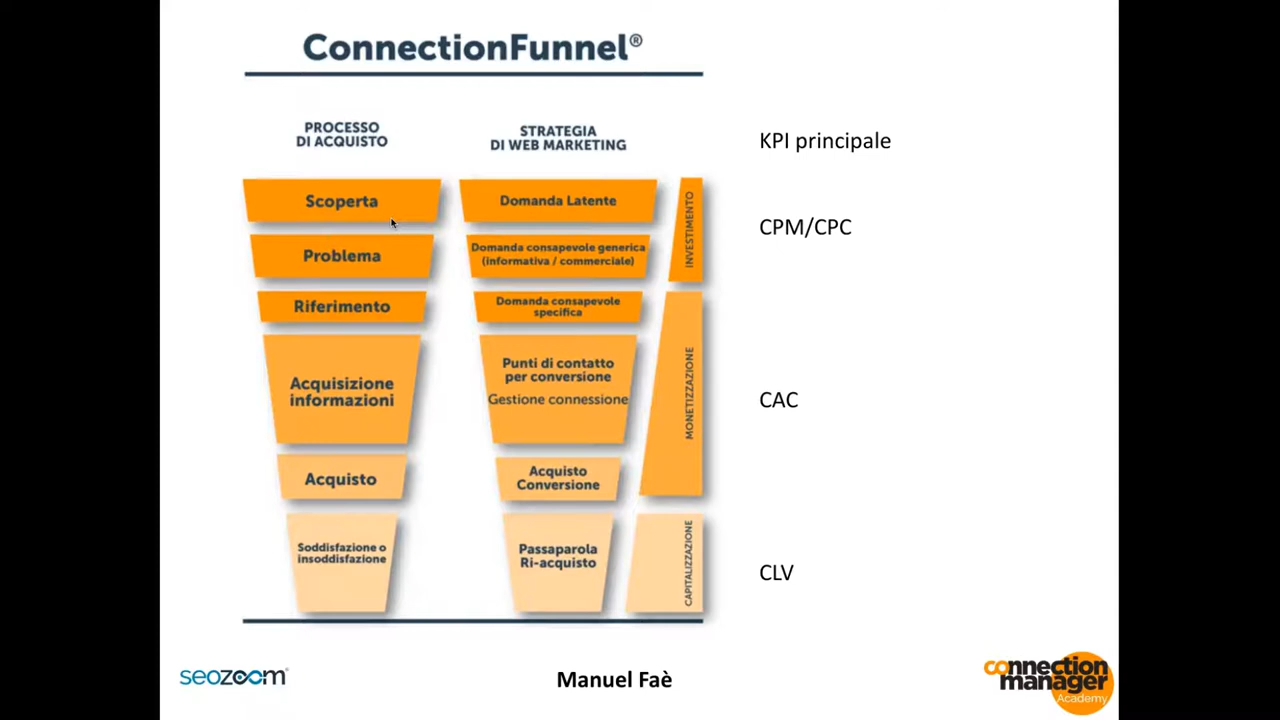 ConnectionFunnel®
PROCESSO
DI ACQUISTO
STRATEGIA
DI WEB MARKETING
KPI principale
Scoperta
Domanda Latente
INVESTIMENTO
CPM/CPC
Problema
Domanda consapevole generica
(informativa / commerciale)
Riferimento
Domanda consapevole
specifica
Acquisizione
informazioni
Punti di contatto
per conversione
Gestione connessione
MONETIZZAZIONE
CAC
Acquisto
Acquisto
Conversione
Soddisfazione o
insoddisfazione
Passaparola
Ri-acquisto
CAPITALIZZAZIONE
CLV
seozoom®
Manuel Faè
connection
manager
Academy